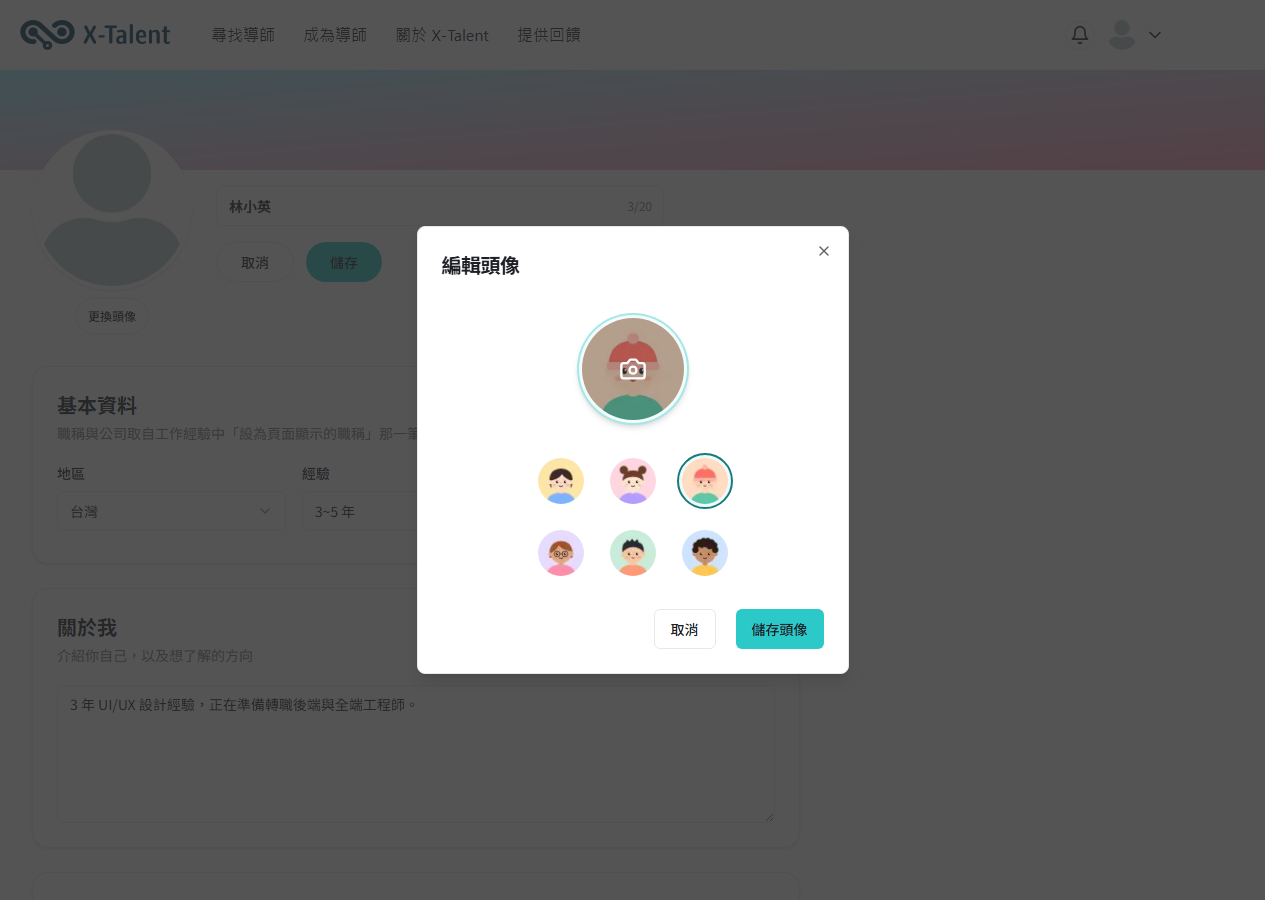 X-Talent
尋找導師
成為導師
關於 X-Talent
提供回饋
林小英
3/20
取消
儲存
更換頭像
編輯頭像
取消
儲存頭像
基本資料
職稱與公司取自工作經驗中「設為頁面顯示的職稱」那一筆
地區
經驗
台灣
3~5 年
關於我
介紹你自己，以及想了解的方向
3 年 UI/UX 設計經驗，正在準備轉職後端與全端工程師。